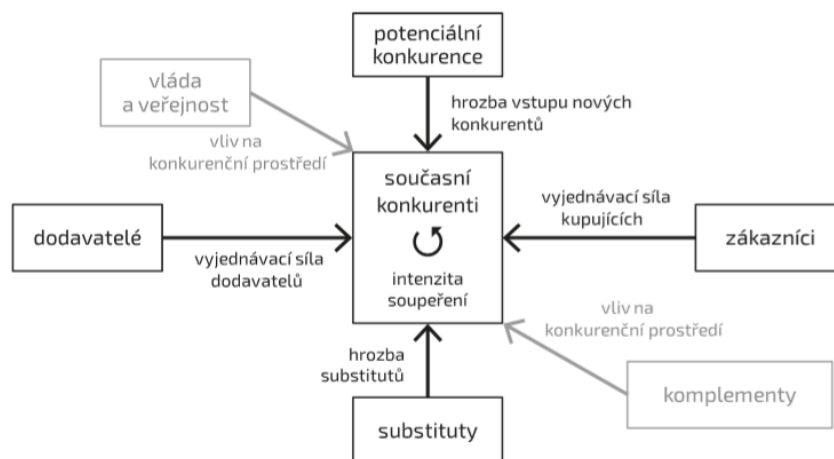 potenciální
konkurence
vláda
a veřejnost
hrozba vstupu nových
konkurentů
vliv na
konkurenční prostředí
současní
konkurenti
intenzita
soupeření
dodavatelé
vyjednávací síla
dodavatelů
vyjednávací síla
kupujících
zákazníci
vliv na
konkurenční prostředí
hrozba
substitutů
komplementy
substituty